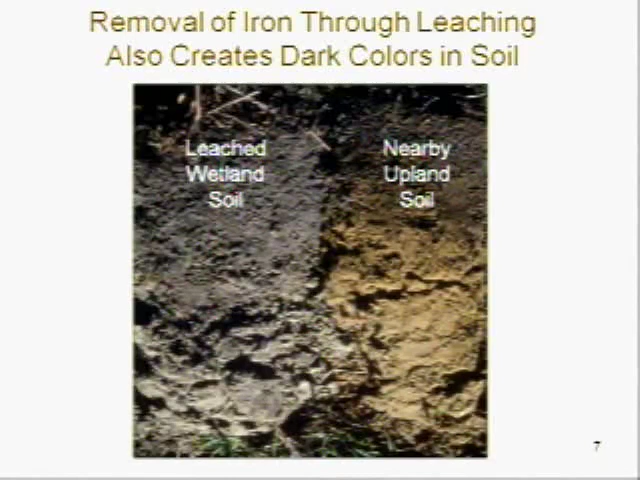 Removal of Iron Through Leaching
Also Creates Dark Colors in Soil
Leached
Wetland
Soil
Nearby
Upland
Soil
7